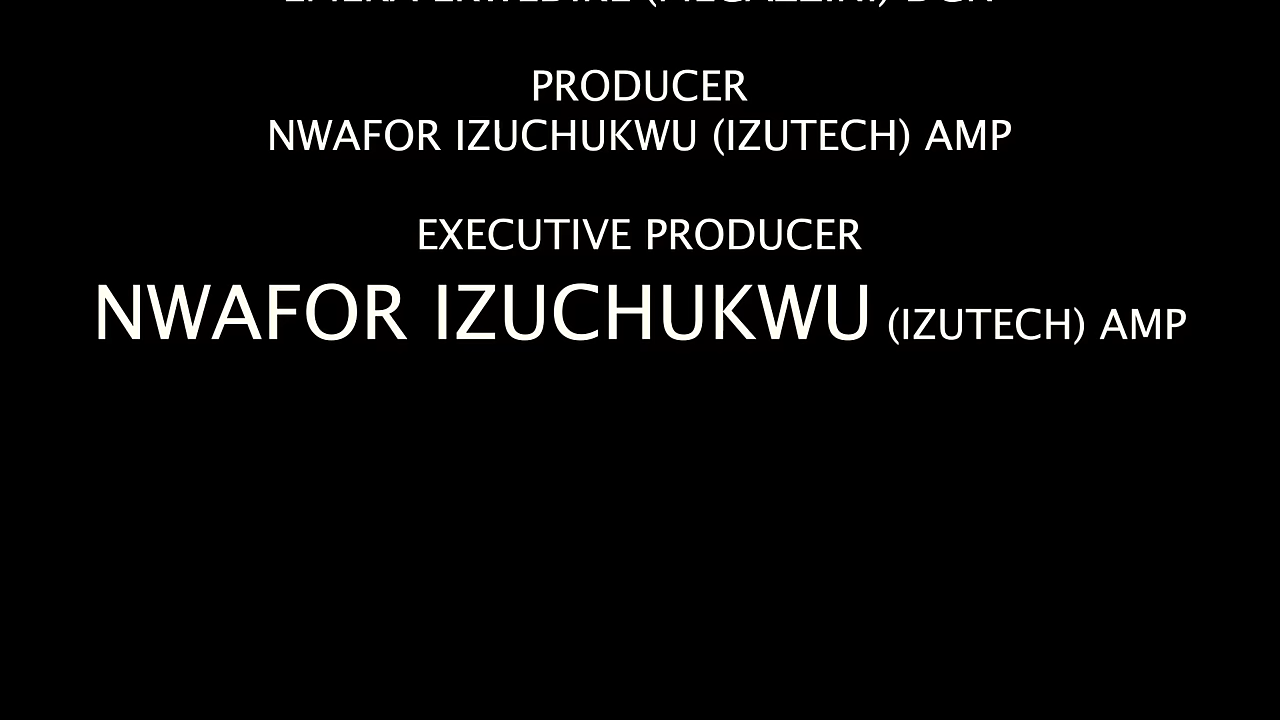 PRODUCER
NWAFOR IZUCHUKWU (IZUTECH) AMP
EXECUTIVE PRODUCER
NWAFOR IZUCHUKWU (IZUTECH) AMP